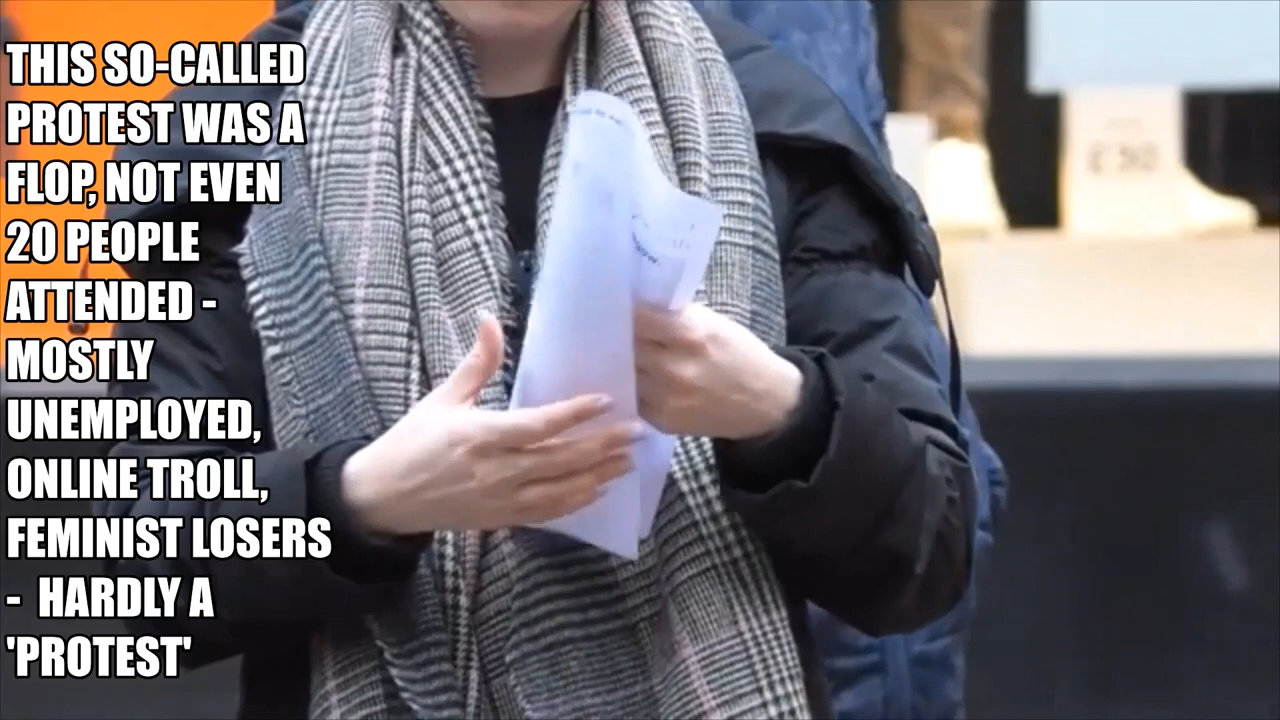 THIS SO-CALLED
PROTEST WAS A
FLOP, NOT EVEN
20 PEOPLE
ATTENDED -
MOSTLY
UNEMPLOYED,
ONLINE TROLL,
FEMINIST LOSERS
- HARDLY A
'PROTEST'
£30